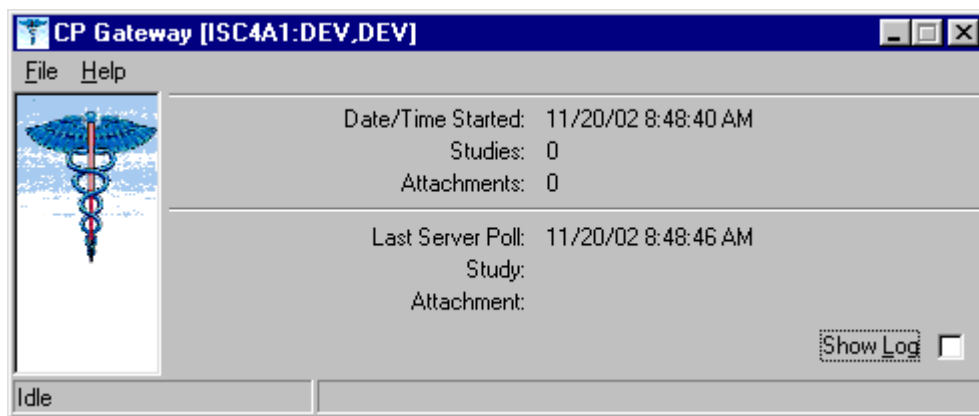 CP Gateway [ISC4A1:DEV,DEV]
File Help
Date/Time Started: 11/20/02 8:48:40 AM
Studies: 0
Attachments: 0
Last Server Poll: 11/20/02 8:48:46 AM
Study:
Attachment:
Show Log
Idle